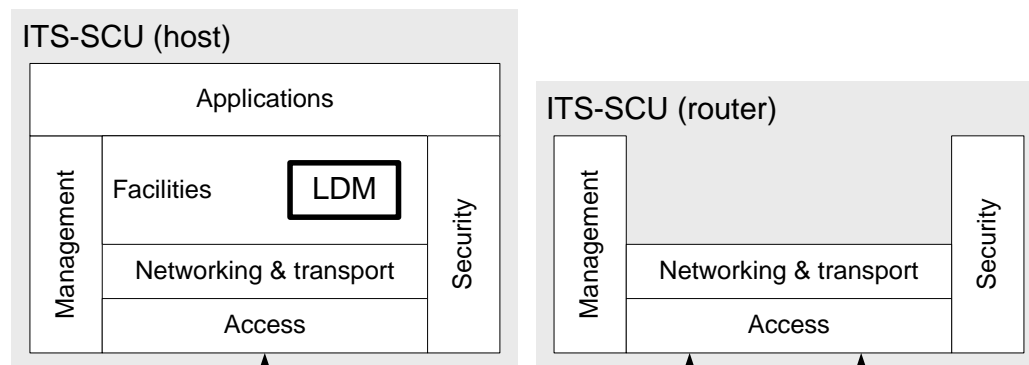 ITS-SCU (host)
Applications
Management
Facilities
LDM
Security
Networking & transport
Access
ITS-SCU (router)
Management
Security
Networking & transport
Access